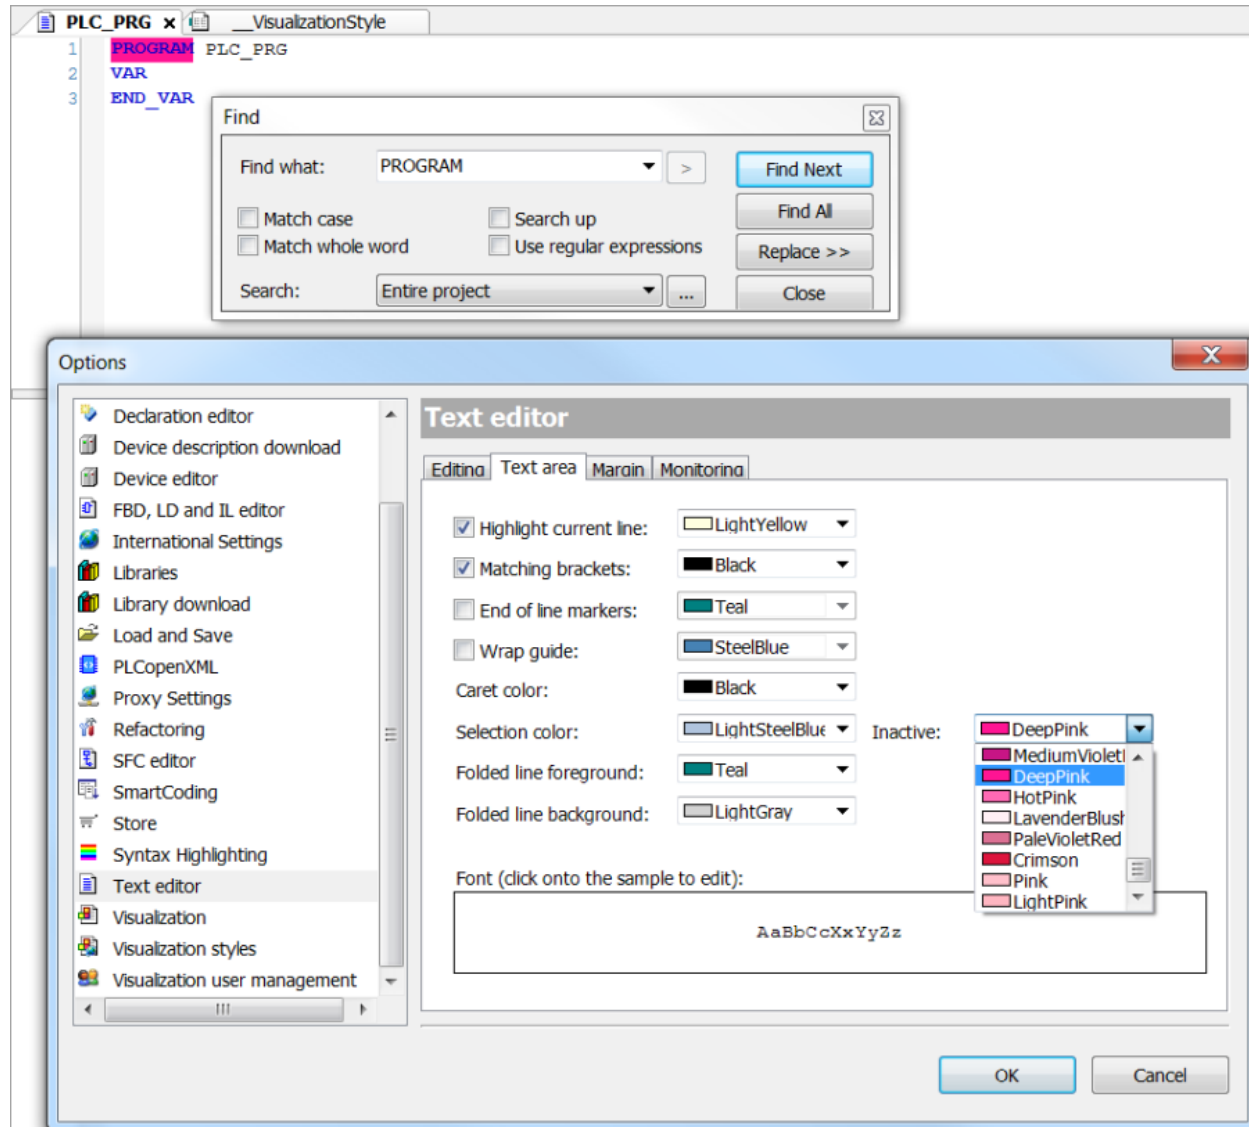 PLC_PRG x __VisualizationStyle
1 PROGRAM PLC_PRG
2 VAR
3 END_VAR
Find
Find what: PROGRAM > Find Next
Match case Search up Find All
Match whole word Use regular expressions Replace >>
Search: Entire project ... Close
Options
Declaration editor
Device description download
Device editor
FBD, LD and IL editor
International Settings
Libraries
Library download
Load and Save
PLCopenXML
Proxy Settings
Refactoring
SFC editor
SmartCoding
Store
Syntax Highlighting
Text editor
Visualization
Visualization styles
Visualization user management
Text editor
Editing Text area Margin Monitoring
Highlight current line: LightYellow
Matching brackets: Black
End of line markers: Teal
Wrap guide: SteelBlue
Caret color: Black
Selection color: LightSteelBlue Inactive: DeepPink
Folded line foreground: Teal
Folded line background: LightGray
MediumViolet
DeepPink
HotPink
LavenderBlush
PaleVioletRed
Crimson
Pink
LightPink
Font (click onto the sample to edit):
AaBbCcXxYyZz
OK Cancel